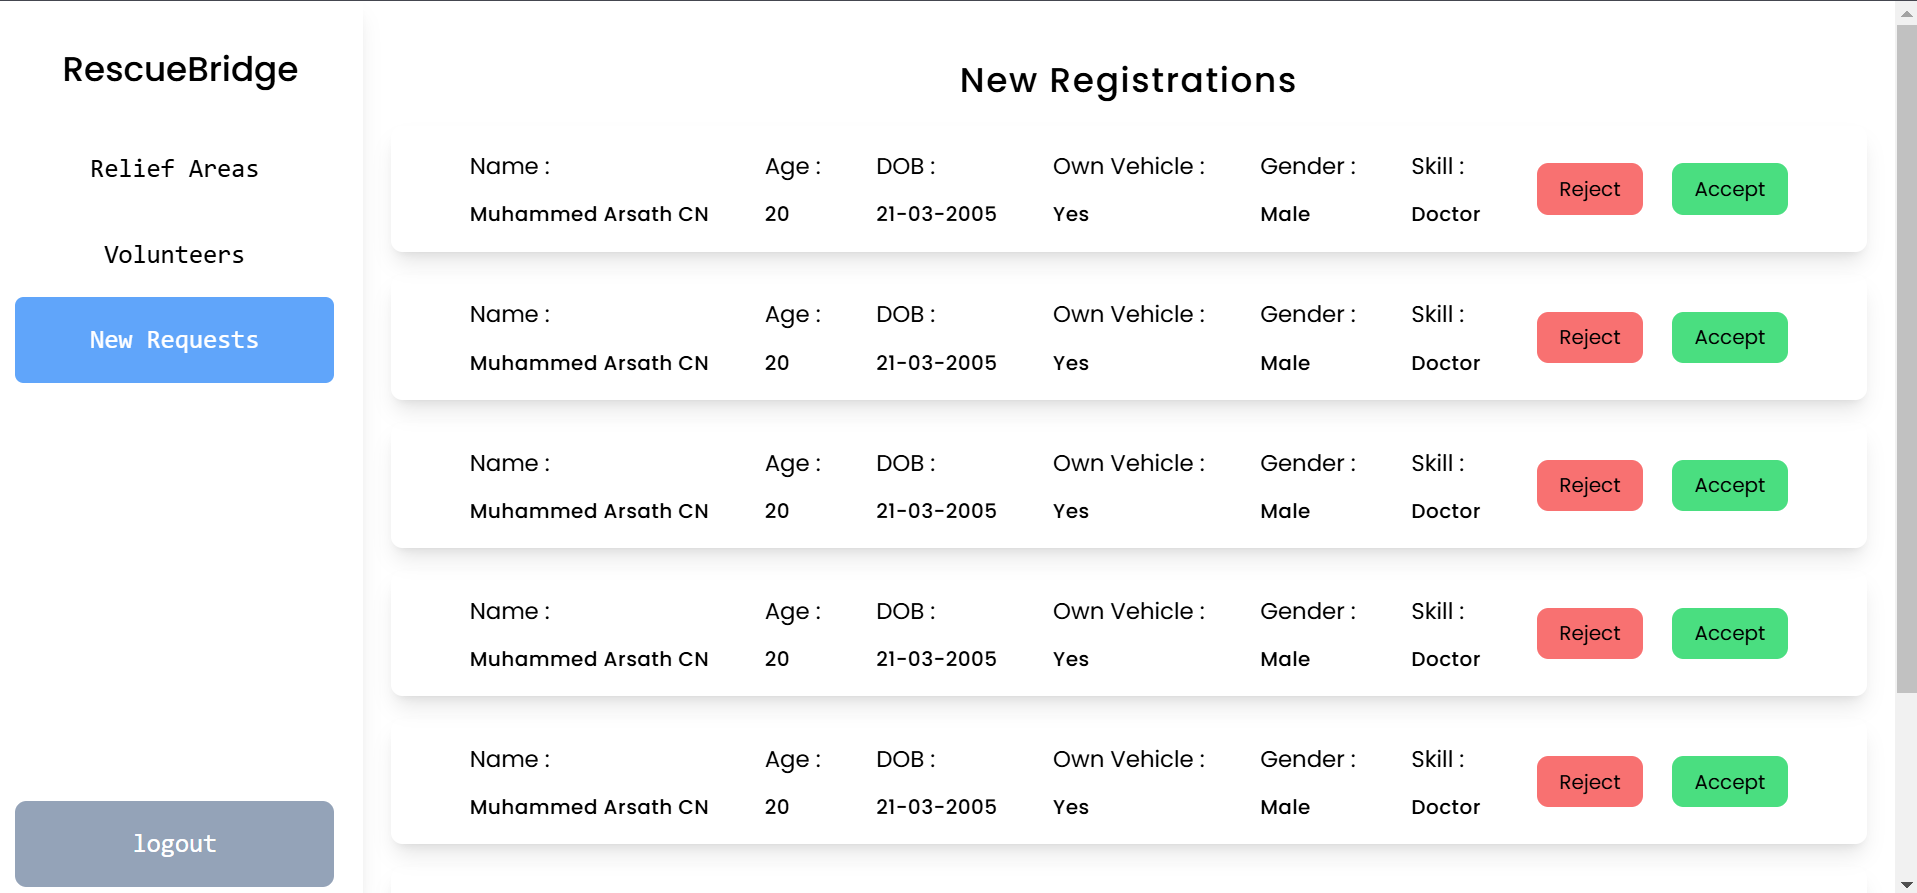 RescueBridge
Relief Areas
Volunteers
New Requests
logout
New Registrations
Name : Age : DOB : Own Vehicle : Gender : Skill :
Muhammed Arsath CN 20 21-03-2005 Yes Male Doctor
Reject Accept
Name : Age : DOB : Own Vehicle : Gender : Skill :
Muhammed Arsath CN 20 21-03-2005 Yes Male Doctor
Reject Accept
Name : Age : DOB : Own Vehicle : Gender : Skill :
Muhammed Arsath CN 20 21-03-2005 Yes Male Doctor
Reject Accept
Name : Age : DOB : Own Vehicle : Gender : Skill :
Muhammed Arsath CN 20 21-03-2005 Yes Male Doctor
Reject Accept
Name : Age : DOB : Own Vehicle : Gender : Skill :
Muhammed Arsath CN 20 21-03-2005 Yes Male Doctor
Reject Accept